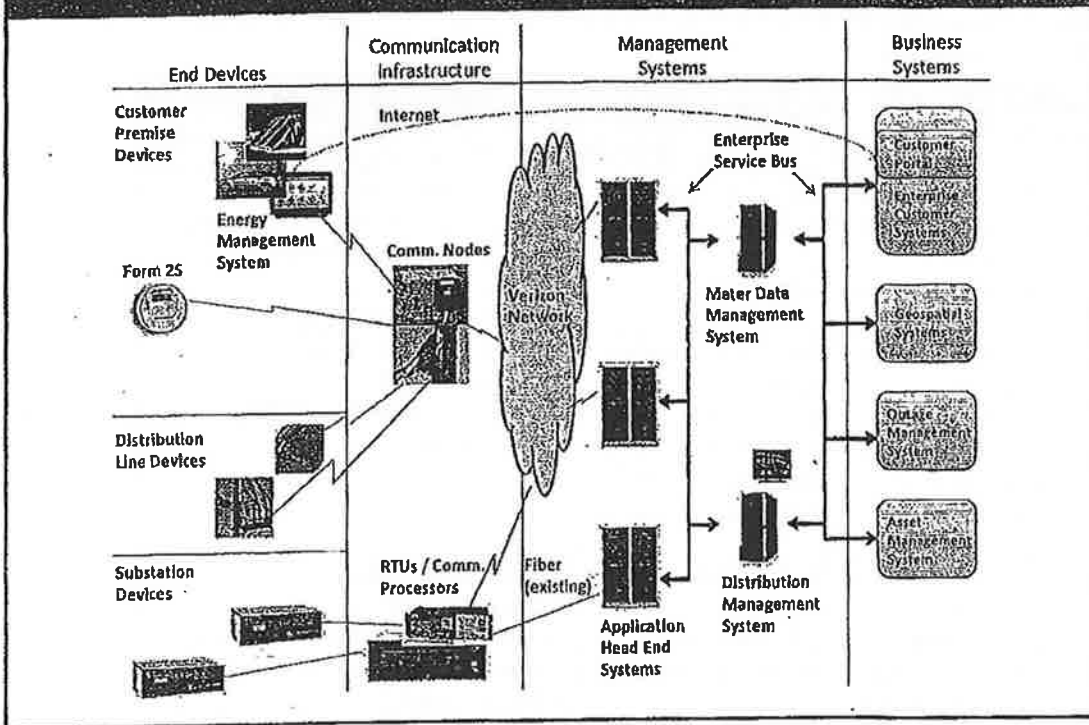 End Devices
Communication
Infrastructure
Management
Systems
Business
Systems
Customer
Premise
Devices
Energy
Management
System
Form 2S
Distribution
Line Devices
Substation
Devices
Internet
Comm. Nodes
Verizon
Network
RTUs / Comm.
Processors
Fiber
(existing)
Application
Head End
Systems
Enterprise
Service Bus
Meter Data
Management
System
Distribution
Management
System
Customer
Portal
Enterprise
Customer
Systems
Geospatial
Systems
Outage
Management
System
Asset
Management
System